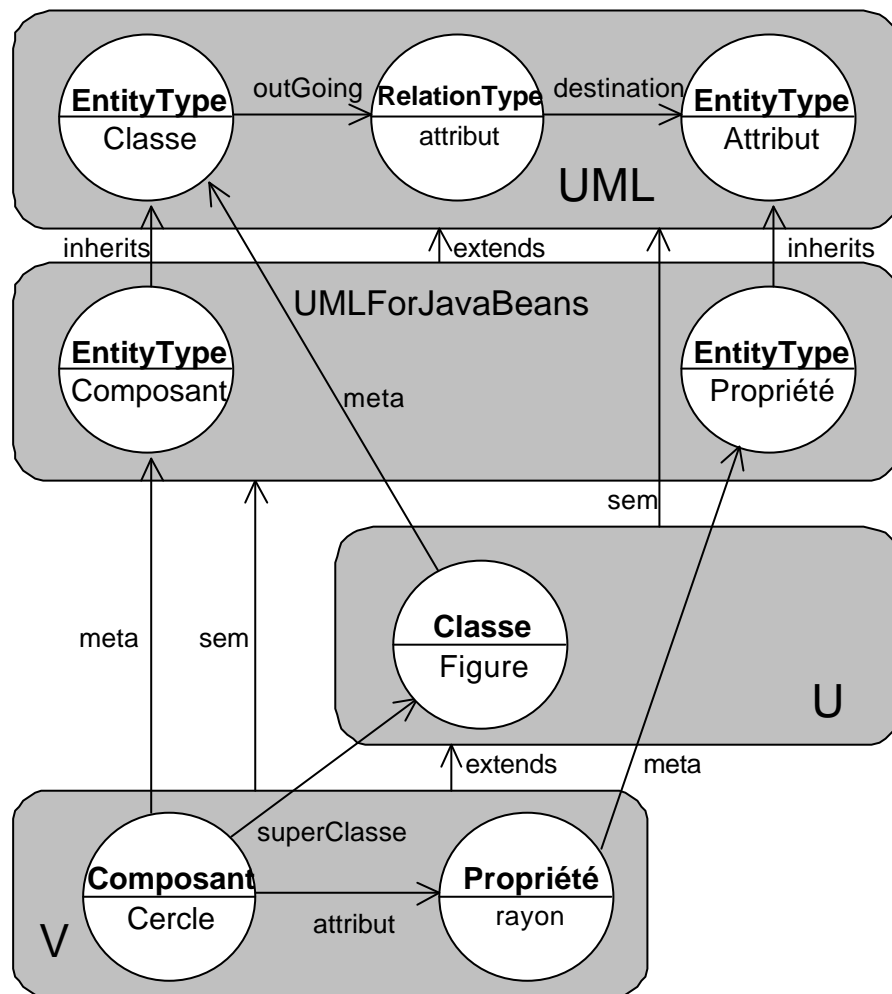 EntityType
Classe
outGoing
RelationType
attribut
destination
EntityType
Attribut
UML
inherits
extends
inherits
UMLForJavaBeans
EntityType
Composant
EntityType
Propriété
meta
sem
meta
sem
Classe
Figure
U
extends
meta
superClasse
Composant
Cercle
attribut
Propriété
rayon
V